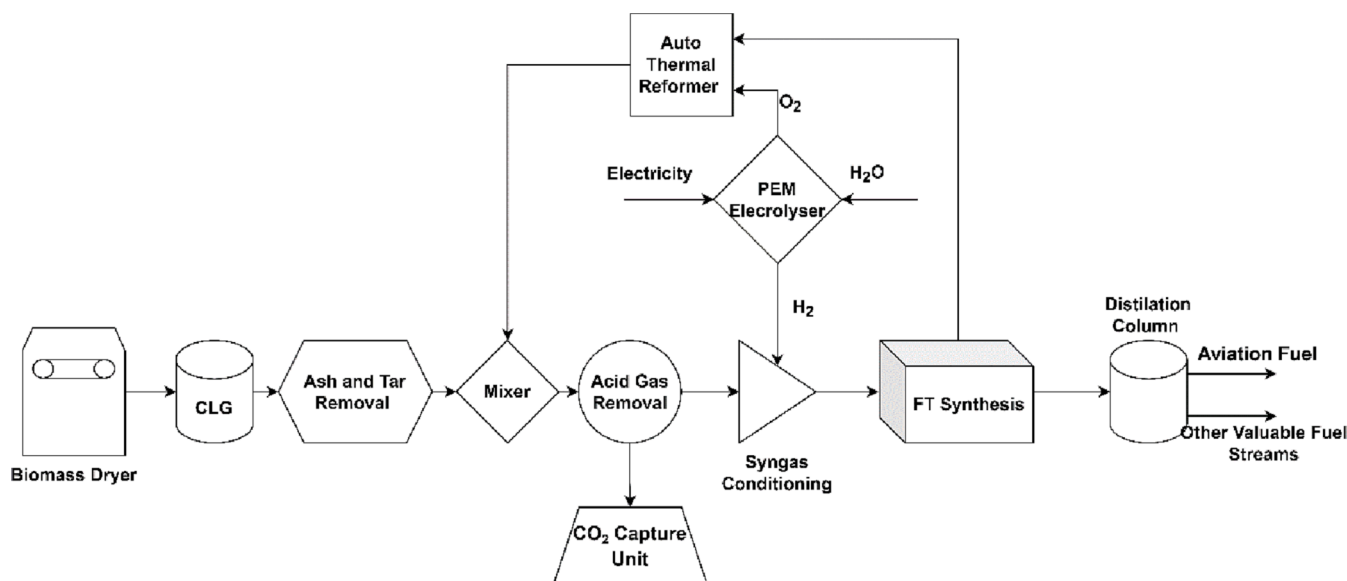 Auto
Thermal
Reformer
O₂
Electricity
PEM
Elecrolyser
H₂O
H₂
Distilation
Column
Aviation Fuel
Other Valuable Fuel
Streams
Biomass Dryer
CLG
Ash and Tar
Removal
Mixer
Acid Gas
Removal
Syngas
Conditioning
FT Synthesis
CO₂ Capture
Unit